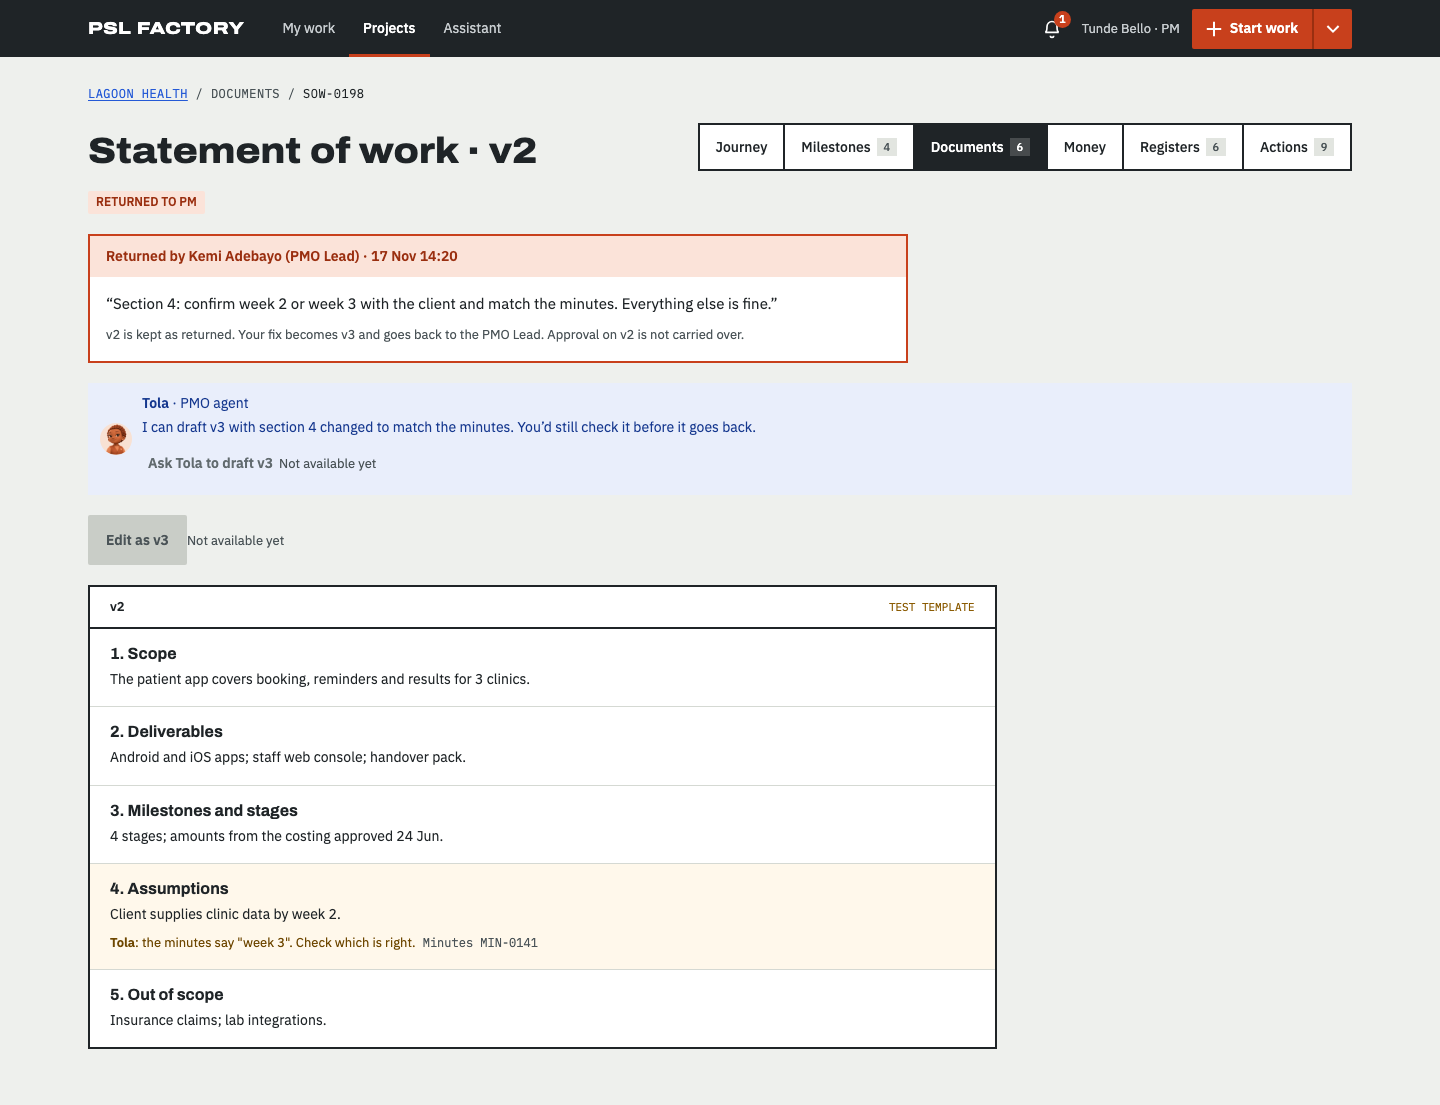 PSL FACTORY
My work
Projects
Assistant
1
Tunde Bello · PM
Start work
LAGOON HEALTH / DOCUMENTS / SOW-0198
Statement of work · v2
Journey
Milestones 4
Documents 6
Money
Registers 6
Actions 9
RETURNED TO PM
Returned by Kemi Adebayo (PMO Lead) · 17 Nov 14:20
“Section 4: confirm week 2 or week 3 with the client and match the minutes. Everything else is fine.”
v2 is kept as returned. Your fix becomes v3 and goes back to the PMO Lead. Approval on v2 is not carried over.
Tola · PMO agent
I can draft v3 with section 4 changed to match the minutes. You’d still check it before it goes back.
Ask Tola to draft v3 Not available yet
Edit as v3 Not available yet
v2
TEST TEMPLATE
1. Scope
The patient app covers booking, reminders and results for 3 clinics.
2. Deliverables
Android and iOS apps; staff web console; handover pack.
3. Milestones and stages
4 stages; amounts from the costing approved 24 Jun.
4. Assumptions
Client supplies clinic data by week 2.
Tola: the minutes say "week 3". Check which is right. Minutes MIN-0141
5. Out of scope
Insurance claims; lab integrations.